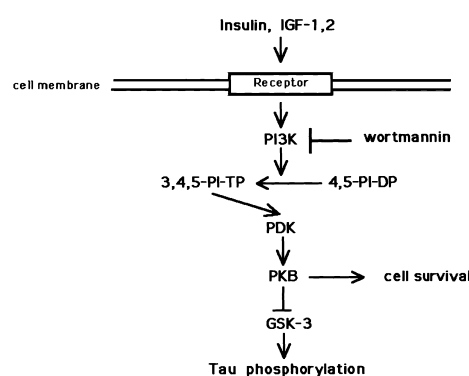 Insulin, IGF-1,2
cell membrane
Receptor
PI3K
wortmannin
3,4,5-PI-TP
4,5-PI-DP
PDK
PKB
cell survival
GSK-3
Tau phosphorylation